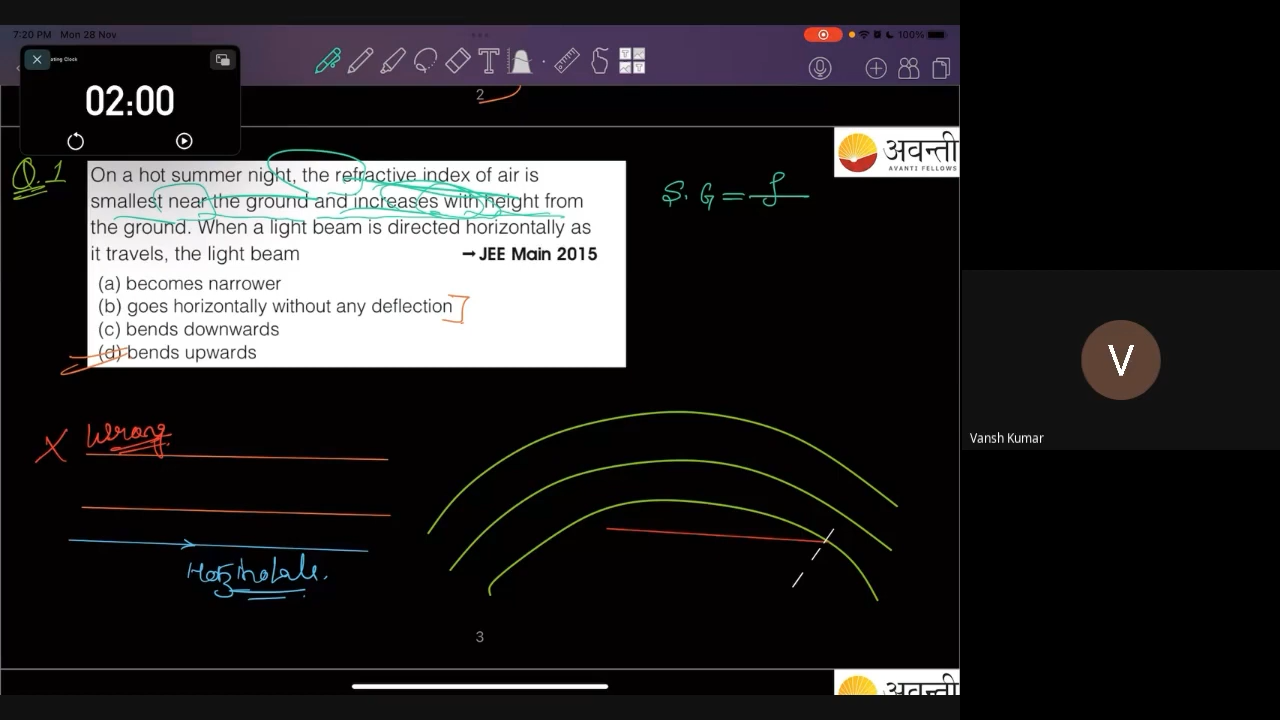 7:20 PM Mon 28 Nov
100%
ating Clock
02:00
2
अवन्ती
AVANTI FELLOWS
Q.1
On a hot summer night, the refractive index of air is
smallest near the ground and increases with height from
the ground. When a light beam is directed horizontally as
it travels, the light beam
→ JEE Main 2015
(a) becomes narrower
(b) goes horizontally without any deflection
(c) bends downwards
(d) bends upwards
S. G =
X Wrong.
V
Vansh Kumar
3
अवन्ती